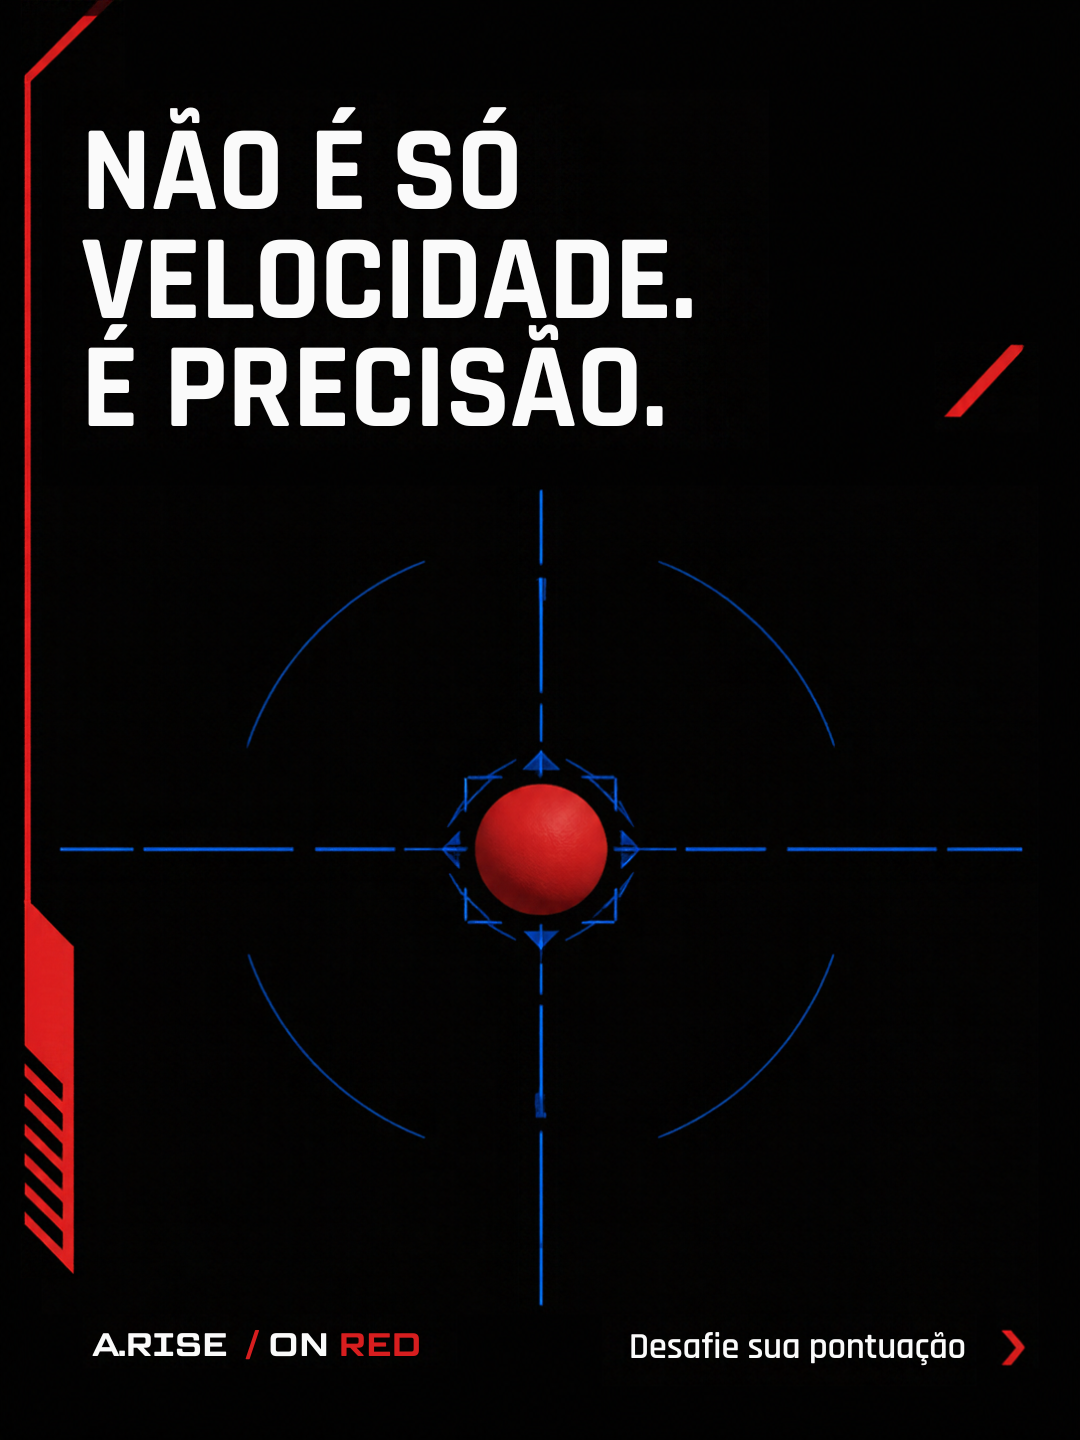 NÃO É SÓ
VELOCIDADE.
É PRECISÃO.
A.RISE / ON RED
Desafie sua pontuação